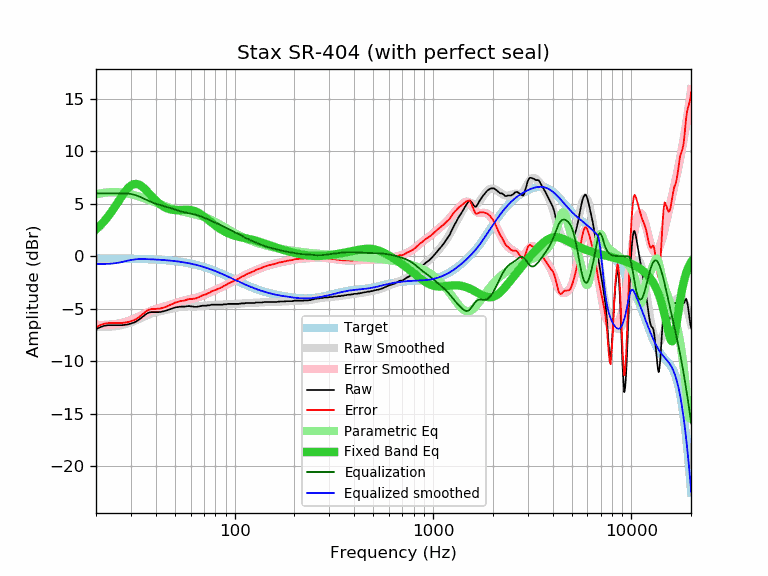 Stax SR-404 (with perfect seal)
Amplitude (dBr)
15
10
5
0
−5
−10
−15
−20
Target
Raw Smoothed
Error Smoothed
Raw
Error
Parametric Eq
Fixed Band Eq
Equalization
Equalized smoothed
100 1000 10000
Frequency (Hz)